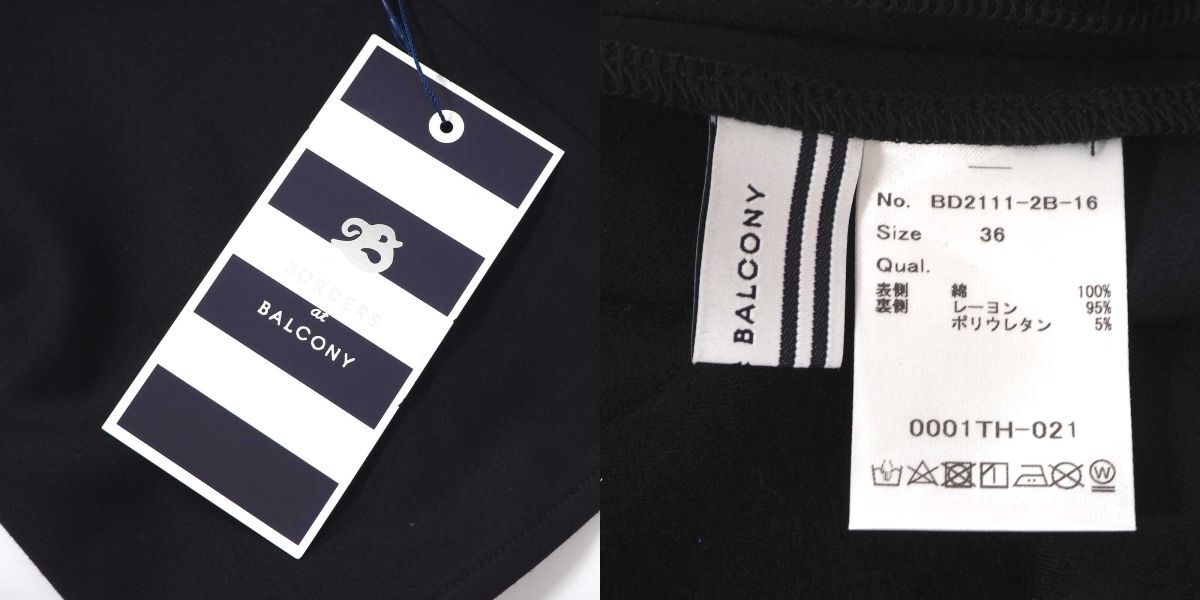 B
BORDERS
at
BALCONY
BALCONY
No. BD2111-2B-16
Size 36
Qual.
表側 綿 100%
裏側 レーヨン 95%
ポリウレタン 5%
0001TH-021
W